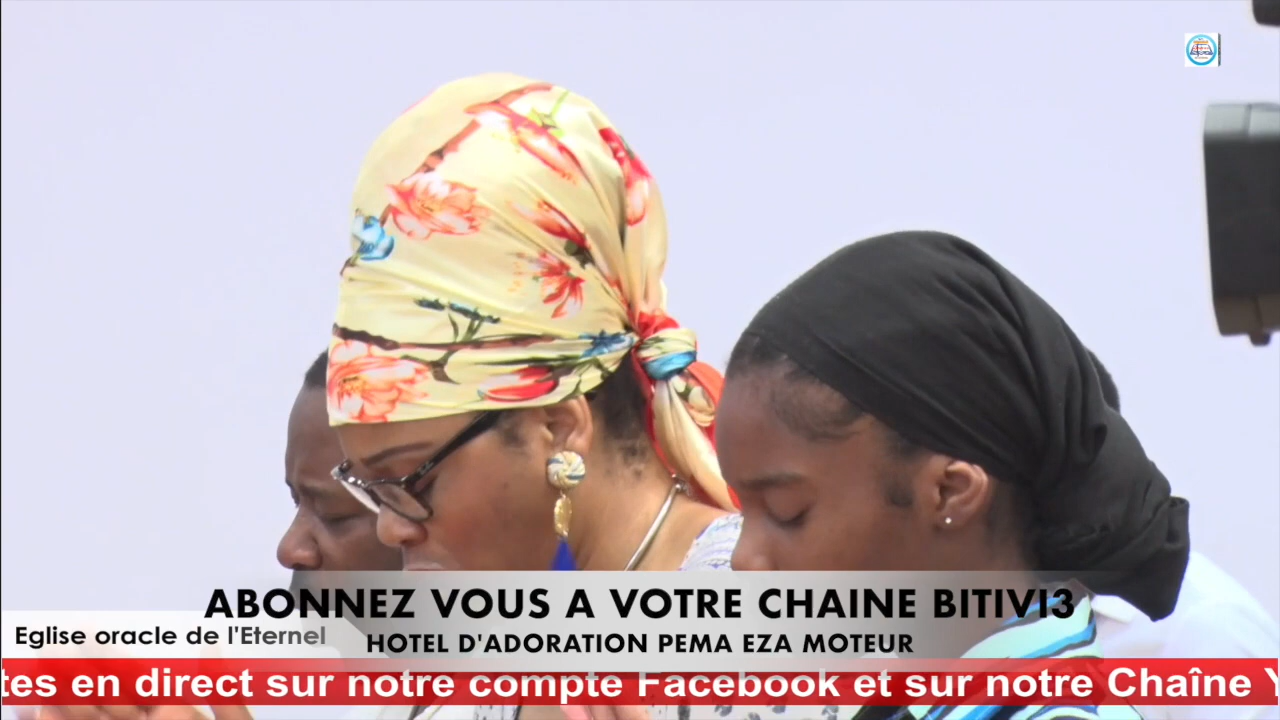 ABONNEZ VOUS A VOTRE CHAINE BITIVI3
Eglise oracle de l'Eternel
HOTEL D'ADORATION PEMA EZA MOTEUR
tes en direct sur notre compte Facebook et sur notre Chaîne Y